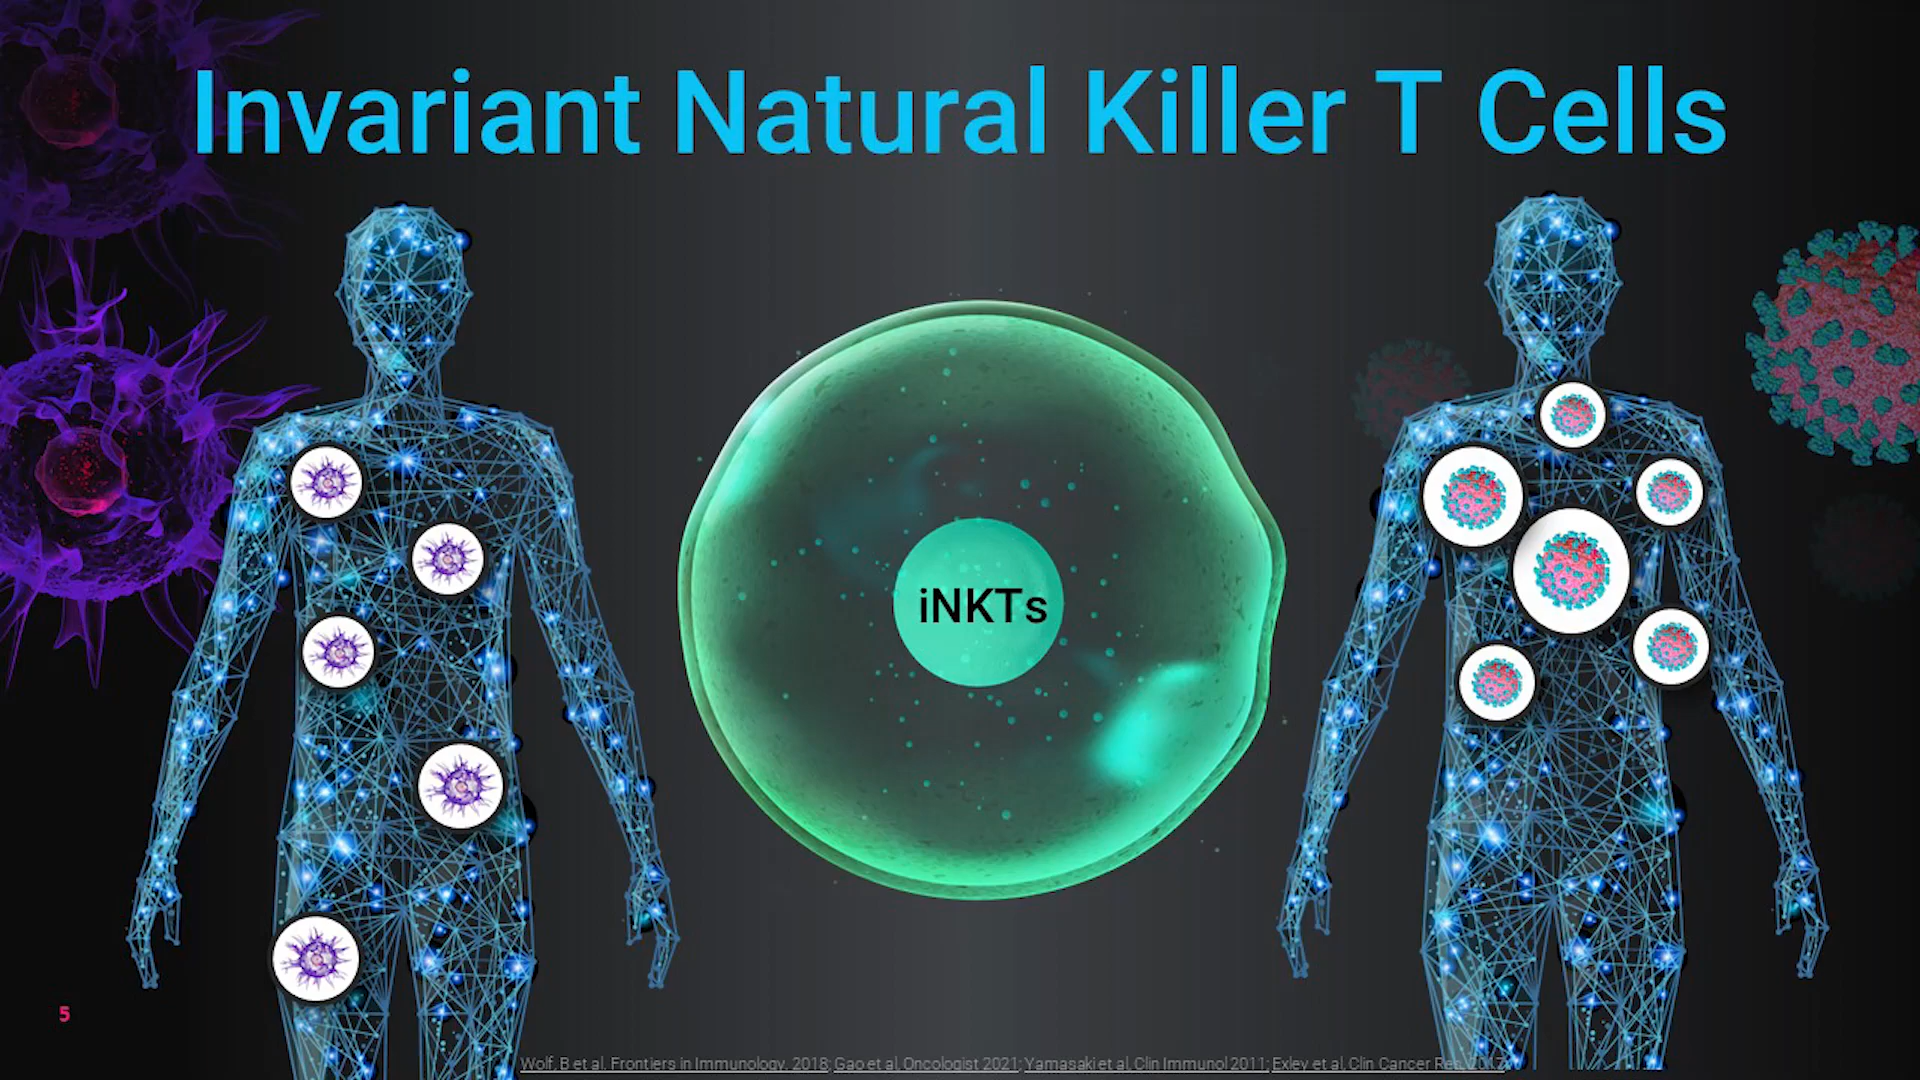 Invariant Natural Killer T Cells
iNKTs
5
Wolf, B et al. Frontiers in Immunology. 2018; Gao et al, Oncologist 2021; Yamasaki et al, Clin Immunol 2011; Exley et al, Clin Cancer Res. 2017;